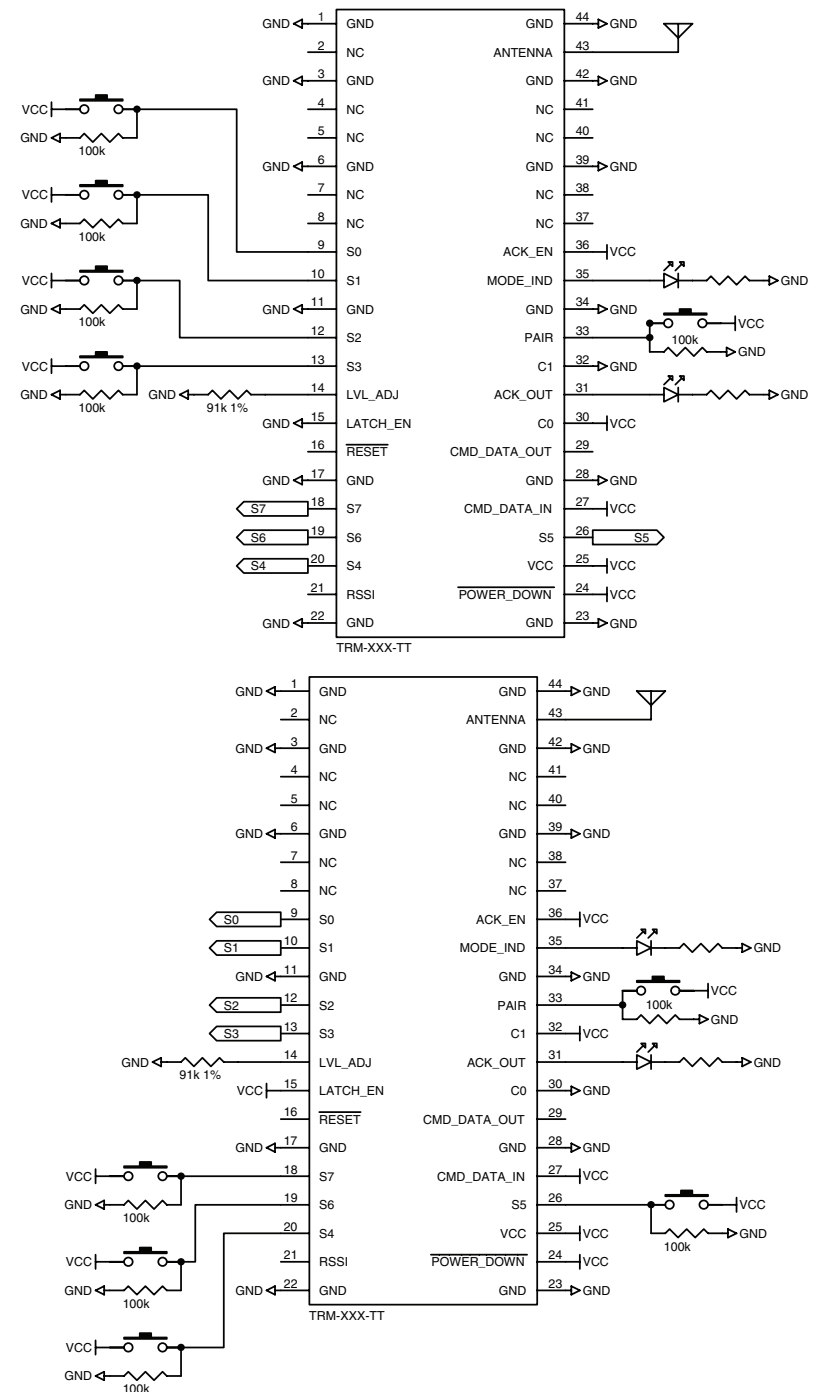 GND 1 GND GND 44 GND
2 NC ANTENNA 43
GND 3 GND GND 42 GND
VCC 4 NC NC 41
GND 100k 5 NC NC 40
GND 6 GND GND 39 GND
VCC 7 NC NC 38
GND 100k 8 NC NC 37
9 S0 ACK_EN 36 VCC
VCC 10 S1 MODE_IND 35 GND
GND 100k GND 11 GND GND 34 GND
12 S2 PAIR 33 100k VCC GND
VCC 13 S3 C1 32 GND
GND 100k GND 91k 1% 14 LVL_ADJ ACK_OUT 31 GND
GND 15 LATCH_EN C0 30 VCC
16 RESET CMD_DATA_OUT 29
GND 17 GND GND 28 GND
S7 18 S7 CMD_DATA_IN 27 VCC
S6 19 S6 S5 26 S5
S4 20 S4 VCC 25 VCC
21 RSSI POWER_DOWN 24 VCC
GND 22 GND GND 23 GND
TRM-XXX-TT
GND 1 GND GND 44 GND
2 NC ANTENNA 43
GND 3 GND GND 42 GND
4 NC NC 41
5 NC NC 40
GND 6 GND GND 39 GND
7 NC NC 38
8 NC NC 37
S0 9 S0 ACK_EN 36 VCC
S1 10 S1 MODE_IND 35 GND
GND 11 GND GND 34 GND
S2 12 S2 PAIR 33 100k VCC GND
S3 13 S3 C1 32 VCC
GND 91k 1% 14 LVL_ADJ ACK_OUT 31 GND
VCC 15 LATCH_EN C0 30 GND
16 RESET CMD_DATA_OUT 29
GND 17 GND GND 28 GND
VCC 18 S7 CMD_DATA_IN 27 VCC
GND 100k 19 S6 S5 26 VCC
20 S4 VCC 25 VCC 100k GND
VCC 21 RSSI POWER_DOWN 24 VCC
GND 100k GND 22 GND GND 23 GND
TRM-XXX-TT
VCC
GND 100k